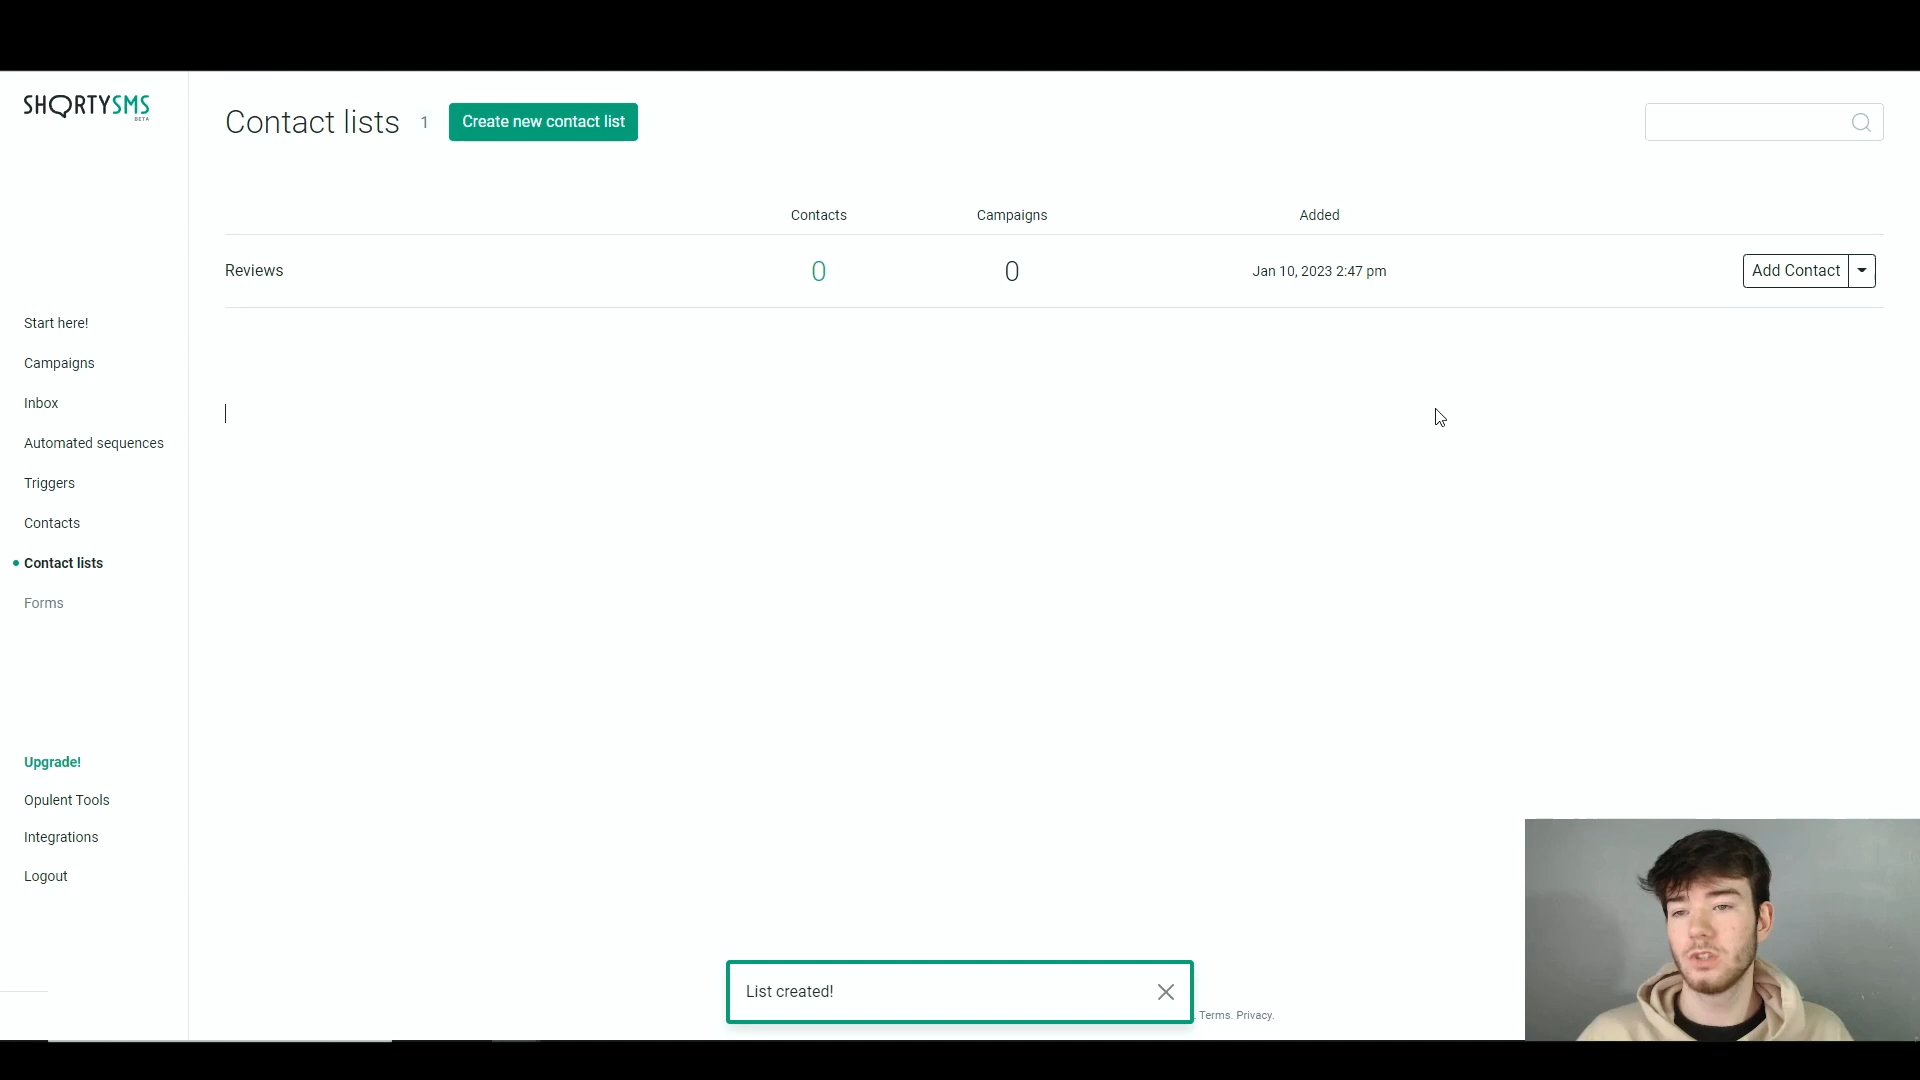 SHORTYSMS
BETA
Contact lists 1 Create new contact list
Contacts Campaigns Added
Reviews 0 0 Jan 10, 2023 2:47 pm Add Contact
Start here!
Campaigns
Inbox
Automated sequences
Triggers
Contacts
Contact lists
Forms
Upgrade!
Opulent Tools
Integrations
Logout
List created!
. Terms. Privacy.